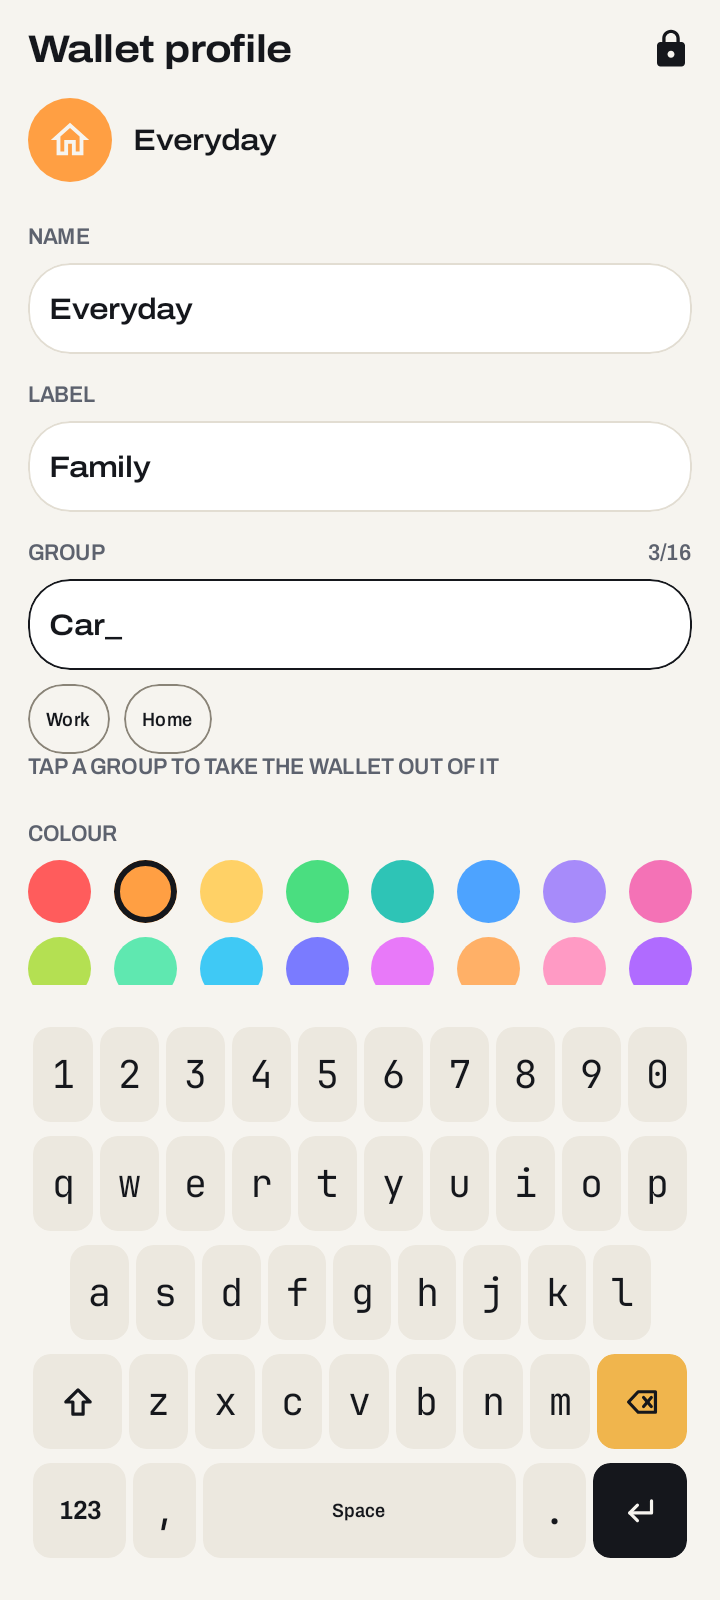 Wallet profile
Everyday
NAME
Everyday
LABEL
Family
GROUP 3/16
Car_
Work Home
TAP A GROUP TO TAKE THE WALLET OUT OF IT
COLOUR
1 2 3 4 5 6 7 8 9 0
q w e r t y u i o p
a s d f g h j k l
z x c v b n m
123 , Space .